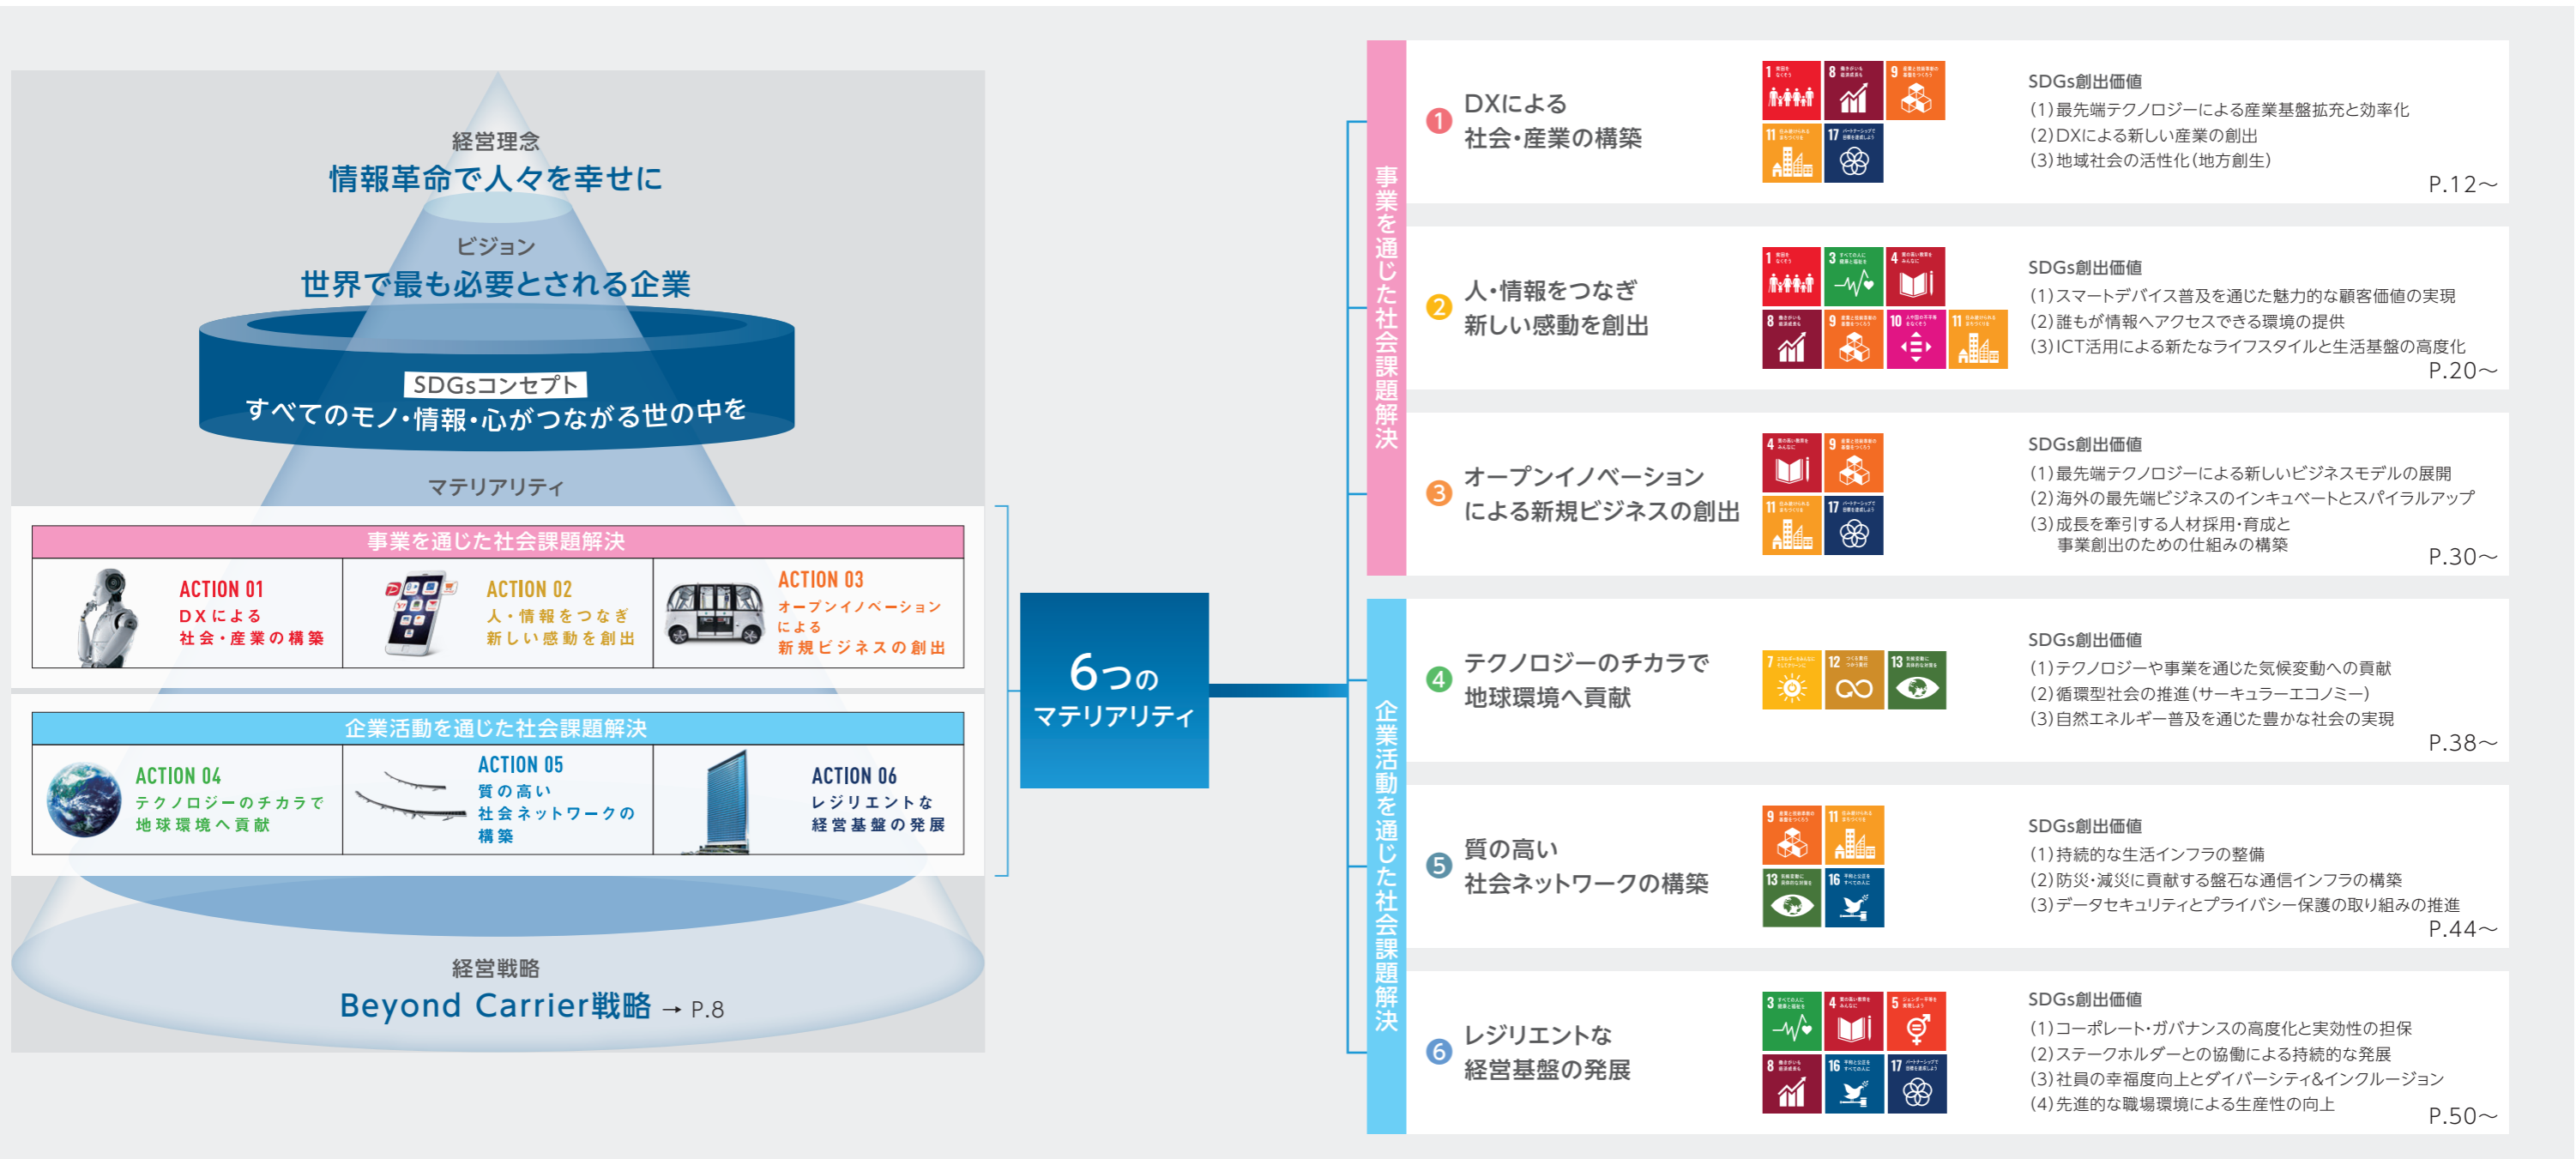 経営理念
情報革命で人々を幸せに
ビジョン
世界で最も必要とされる企業
SDGsコンセプト
すべてのモノ・情報・心がつながる世の中を
マテリアリティ
事業を通じた社会課題解決
ACTION 01
DXによる
社会・産業の構築
ACTION 02
人・情報をつなぎ
新しい感動を創出
ACTION 03
オープンイノベーション
による
新規ビジネスの創出
企業活動を通じた社会課題解決
ACTION 04
テクノロジーのチカラで
地球環境へ貢献
ACTION 05
質の高い
社会ネットワークの
構築
ACTION 06
レジリエントな
経営基盤の発展
経営戦略
Beyond Carrier戦略 → P.8
6つの
マテリアリティ
事業を通じた社会課題解決
1
DXによる
社会・産業の構築
1 8 9
11 17
SDGs創出価値
(1)最先端テクノロジーによる産業基盤拡充と効率化
(2)DXによる新しい産業の創出
(3)地域社会の活性化(地方創生)
P.12〜
2
人・情報をつなぎ
新しい感動を創出
1 3 4
8 9 10 11
SDGs創出価値
(1)スマートデバイス普及を通じた魅力的な顧客価値の実現
(2)誰もが情報へアクセスできる環境の提供
(3)ICT活用による新たなライフスタイルと生活基盤の高度化
P.20〜
3
オープンイノベーション
による新規ビジネスの創出
4 9
11 17
SDGs創出価値
(1)最先端テクノロジーによる新しいビジネスモデルの展開
(2)海外の最先端ビジネスのインキュベートとスパイラルアップ
(3)成長を牽引する人材採用・育成と
事業創出のための仕組みの構築
P.30〜
企業活動を通じた社会課題解決
4
テクノロジーのチカラで
地球環境へ貢献
7 12 13
SDGs創出価値
(1)テクノロジーや事業を通じた気候変動への貢献
(2)循環型社会の推進(サーキュラーエコノミー)
(3)自然エネルギー普及を通じた豊かな社会の実現
P.38〜
5
質の高い
社会ネットワークの構築
9 11
13 16
SDGs創出価値
(1)持続的な生活インフラの整備
(2)防災・減災に貢献する盤石な通信インフラの構築
(3)データセキュリティとプライバシー保護の取り組みの推進
P.44〜
6
レジリエントな
経営基盤の発展
3 4 5
8 16 17
SDGs創出価値
(1)コーポレート・ガバナンスの高度化と実効性の担保
(2)ステークホルダーとの協働による持続的な発展
(3)社員の幸福度向上とダイバーシティ&インクルージョン
(4)先進的な職場環境による生産性の向上
P.50〜